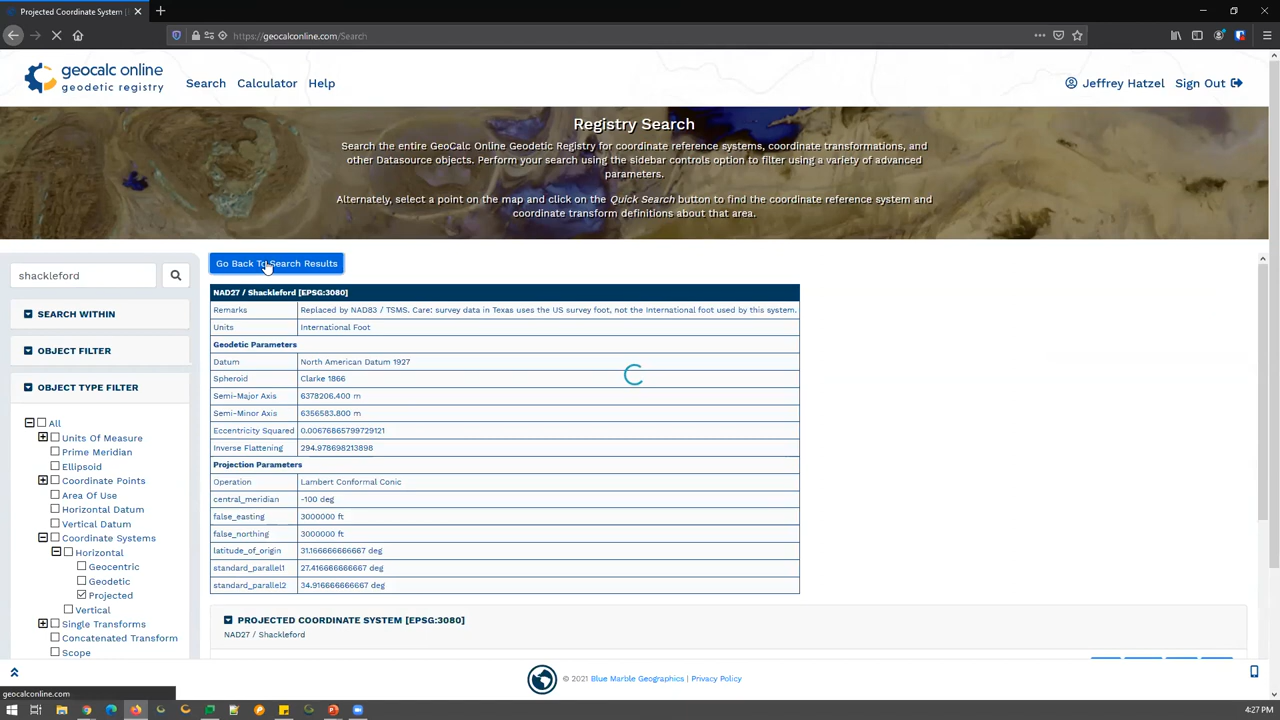 Projected Coordinate System [
https://geocalconline.com/Search
geocalc online
geodetic registry
Search
Calculator
Help
Jeffrey Hatzel
Sign Out
Registry Search
Search the entire GeoCalc Online Geodetic Registry for coordinate reference systems, coordinate transformations, and
other Datasource objects. Perform your search using the sidebar controls option to filter using a variety of advanced
parameters.
Alternately, select a point on the map and click on the Quick Search button to find the coordinate reference system and
coordinate transform definitions about that area.
shackleford
SEARCH WITHIN
OBJECT FILTER
OBJECT TYPE FILTER
All
Units Of Measure
Prime Meridian
Ellipsoid
Coordinate Points
Area Of Use
Horizontal Datum
Vertical Datum
Coordinate Systems
Horizontal
Geocentric
Geodetic
Projected
Vertical
Single Transforms
Concatenated Transform
Scope
Go Back To Search Results
NAD27 / Shackleford [EPSG:3080]
Remarks Replaced by NAD83 / TSMS. Care: survey data in Texas uses the US survey foot, not the International foot used by this system.
Units International Foot
Geodetic Parameters
Datum North American Datum 1927
Spheroid Clarke 1866
Semi-Major Axis 6378206.400 m
Semi-Minor Axis 6356583.800 m
Eccentricity Squared 0.00676865799729121
Inverse Flattening 294.978698213898
Projection Parameters
Operation Lambert Conformal Conic
central_meridian -100 deg
false_easting 3000000 ft
false_northing 3000000 ft
latitude_of_origin 31.166666666667 deg
standard_parallel1 27.416666666667 deg
standard_parallel2 34.916666666667 deg
PROJECTED COORDINATE SYSTEM [EPSG:3080]
NAD27 / Shackleford
© 2021 Blue Marble Geographics | Privacy Policy
geocalconline.com
4:27 PM